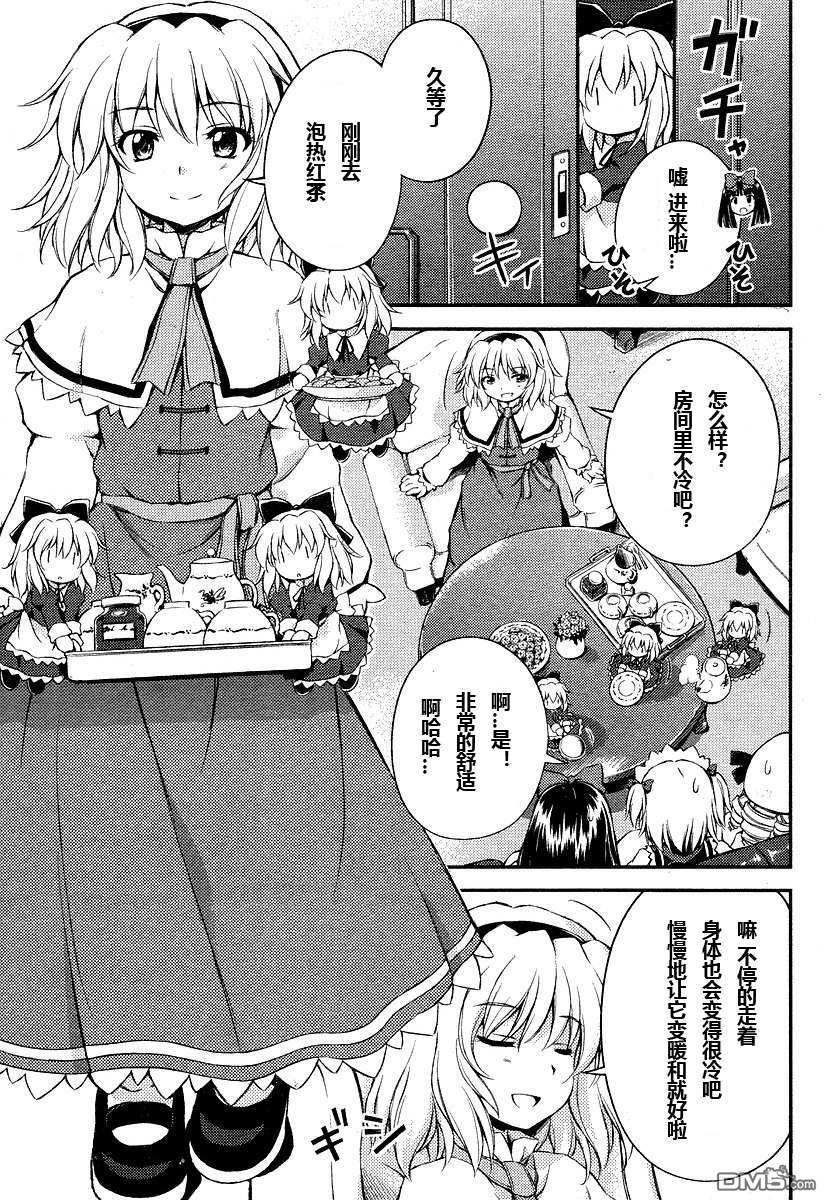 ガチャ
嘘 进来啦…
ひそ
ひそ
キィ
久等了
刚刚去
泡热红茶
怎么样?
房间里不冷吧?
啊…是!
非常的舒适
啊哈哈…
嘛 不停的走着
身体也会变得很冷吧
慢慢地让它变暖和就好啦
DM5.com